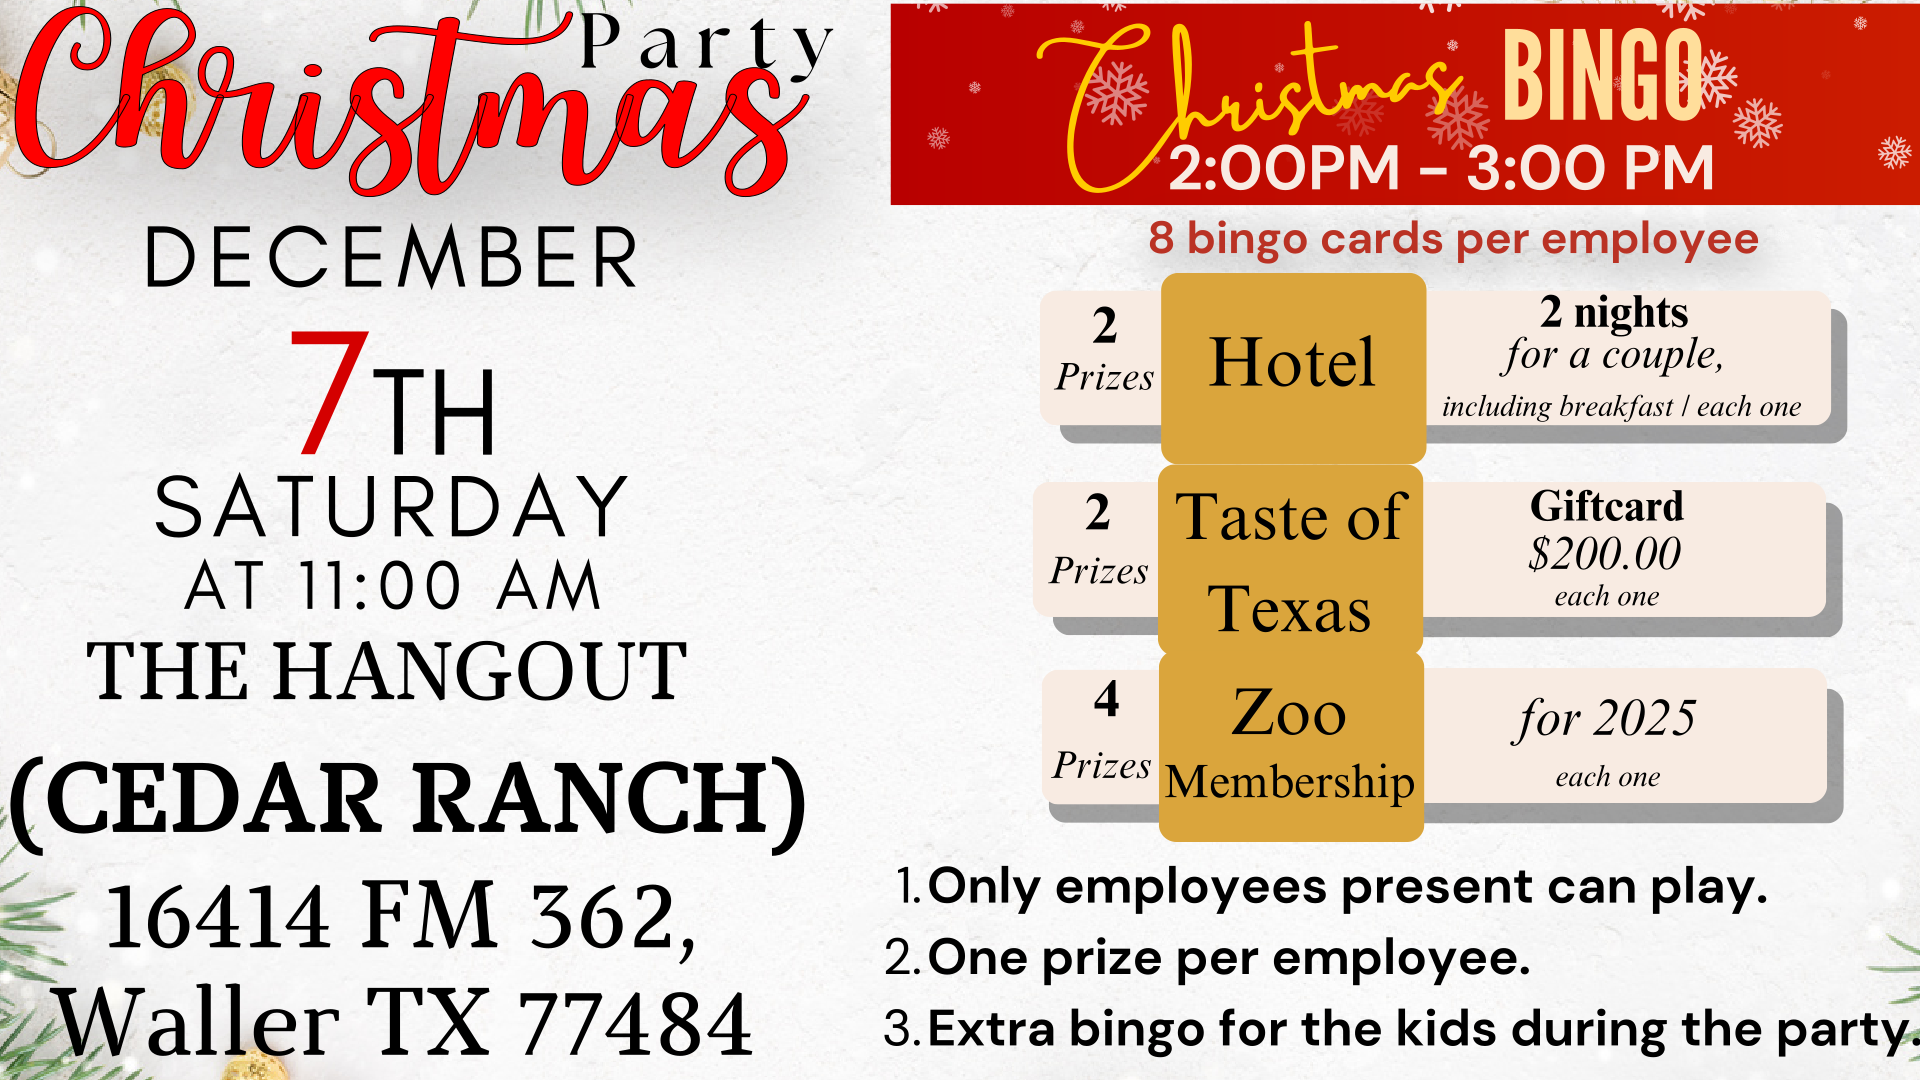 Party
Christmas
DECEMBER
7TH
SATURDAY
AT 11:00 AM
THE HANGOUT
(CEDAR RANCH)
16414 FM 362,
Waller TX 77484
Christmas BINGO
2:00PM – 3:00 PM
8 bingo cards per employee
2
Prizes
Hotel
2 nights
for a couple,
including breakfast / each one
2
Prizes
Taste of
Texas
Giftcard
$200.00
each one
4
Prizes
Zoo
Membership
for 2025
each one
1. Only employees present can play.
2. One prize per employee.
3. Extra bingo for the kids during the party.